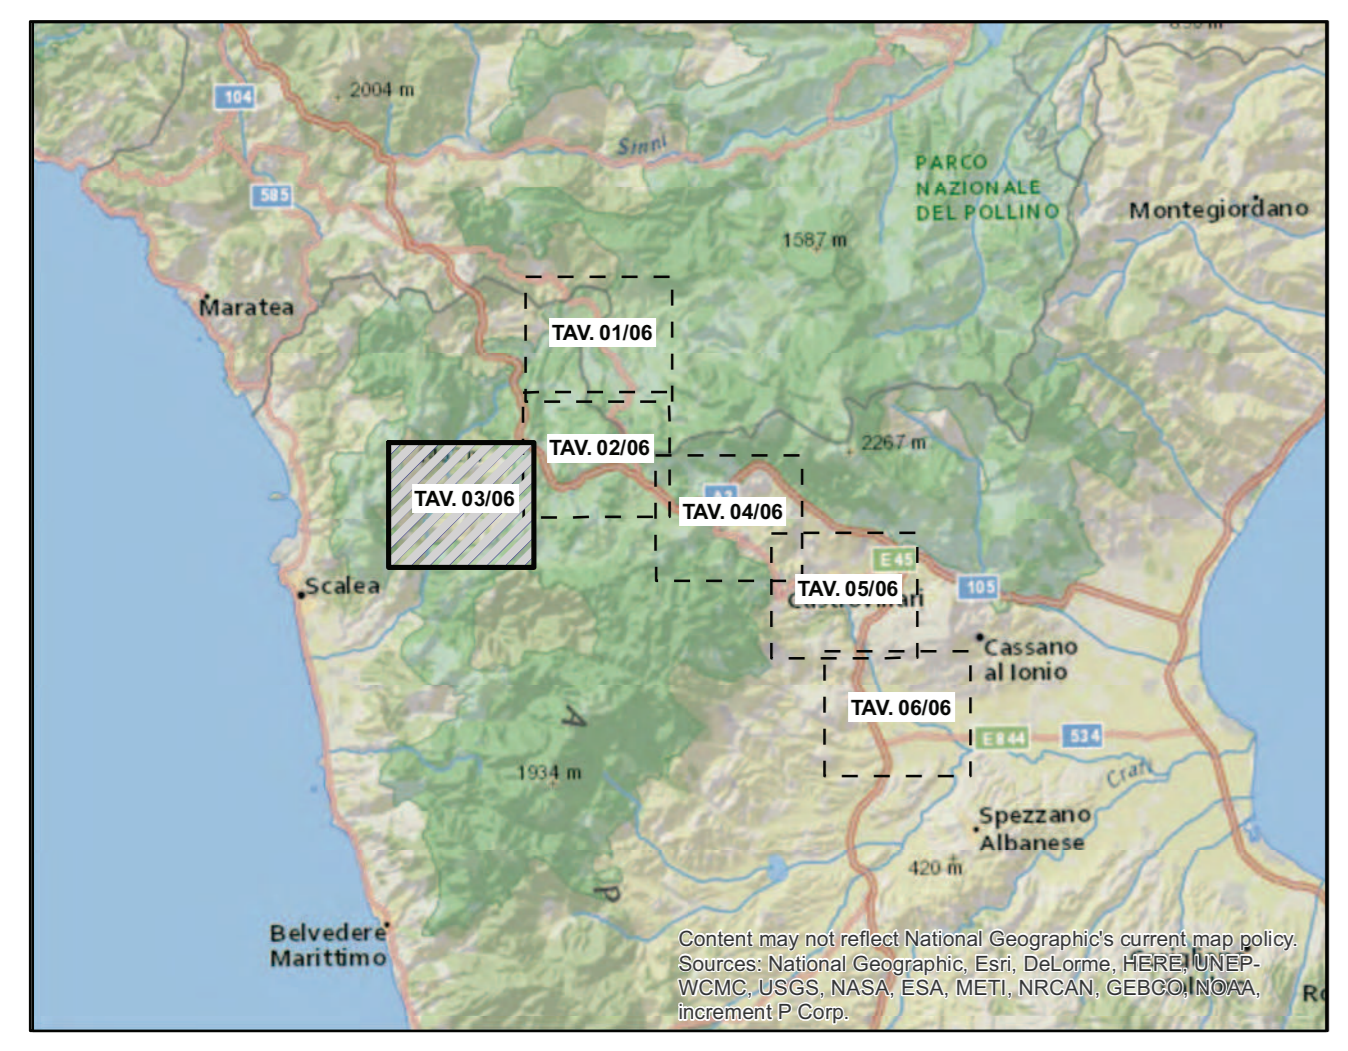 104
2004 m
Sinni
585
PARCO
NAZIONALE
DEL POLLINO
Montegiordano
1587 m
Maratea
TAV. 01/06
TAV. 02/06
2267 m
TAV. 03/06
TAV. 04/06
E45
105
Scalea
TAV. 05/06
Cassano
al Ionio
TAV. 06/06
E844
534
A
1934 m
Crati
Spezzano
Albanese
420 m
P
Belvedere
Marittimo
Content may not reflect National Geographic's current map policy.
Sources: National Geographic, Esri, DeLorme, HERE, UNEP-
WCMC, USGS, NASA, ESA, METI, NRCAN, GEBCO, NOAA,
increment P Corp.